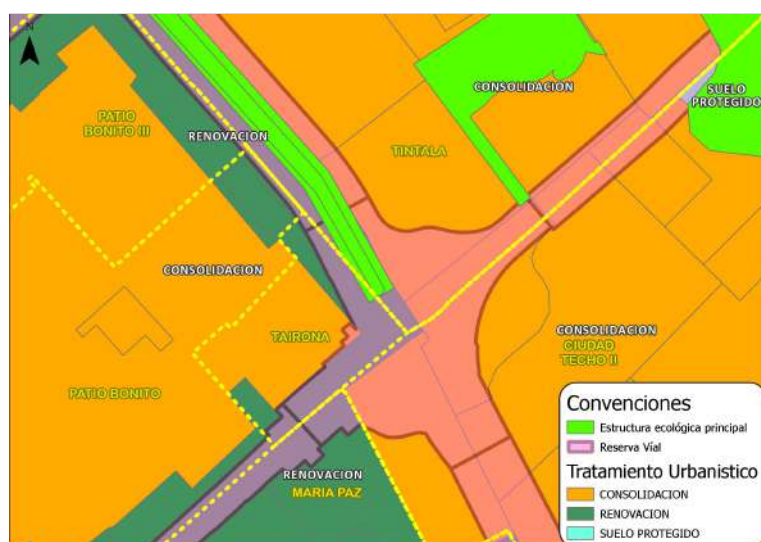 N
CONSOLIDACION
SUELO
PROTEGIDO
PATIO
BONITO III
RENOVACION
TINTALA
CONSOLIDACION
TAIRONA
CONSOLIDACION
CIUDAD
TECHO II
PATIO BONITO
RENOVACION
MARIA PAZ
Convenciones
Estructura ecológica principal
Reserva Víal
Tratamiento Urbanistico
CONSOLIDACION
RENOVACION
SUELO PROTEGIDO